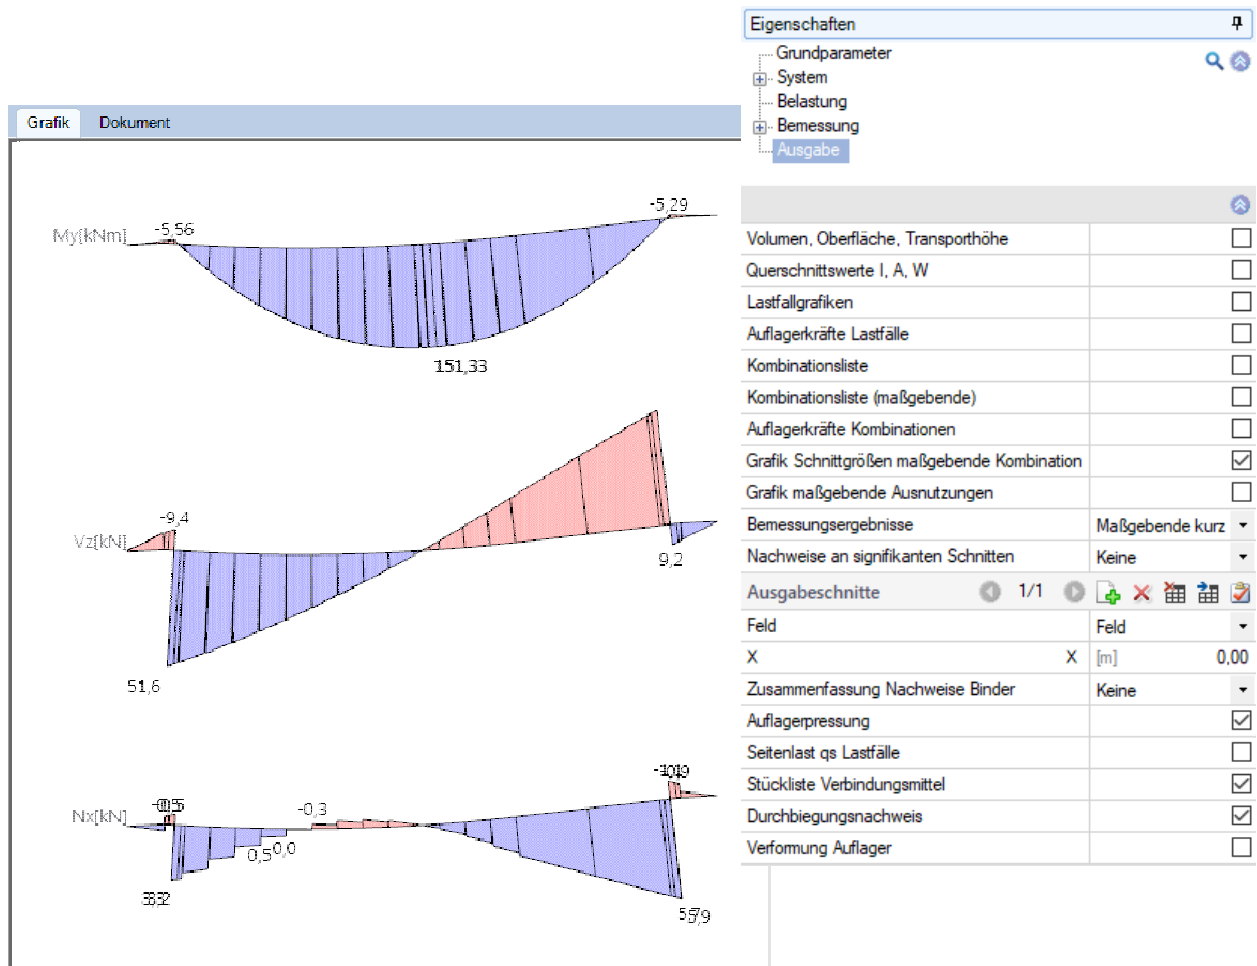 Grafik Dokument
-5,56
-5,29
My[kNm]
151,33
-9,4
Vz[kN]
9,2
51,6
-0,3
Nx[kN]
0,5
-0,0
Eigenschaften
Grundparameter
System
Belastung
Bemessung
Ausgabe
Volumen, Oberfläche, Transporthöhe
Querschnittswerte I, A, W
Lastfallgrafiken
Auflagerkräfte Lastfälle
Kombinationsliste
Kombinationsliste (maßgebende)
Auflagerkräfte Kombinationen
Grafik Schnittgrößen maßgebende Kombination
Grafik maßgebende Ausnutzungen
Bemessungsergebnisse Maßgebende kurz
Nachweise an signifikanten Schnitten Keine
Ausgabeschnitte 1/1
Feld Feld
X X [m] 0,00
Zusammenfassung Nachweise Binder Keine
Auflagerpressung
Seitenlast qs Lastfälle
Stückliste Verbindungsmittel
Durchbiegungsnachweis
Verformung Auflager